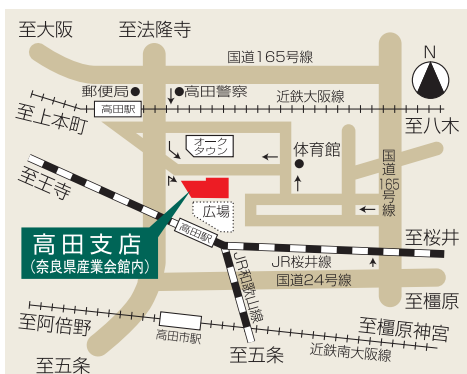 至大阪
至法隆寺
国道165号線
N
郵便局
高田警察
近鉄大阪線
高田駅
至上本町
至八木
オーク
タウン
体育館
国道165号線
至王寺
広場
高田駅
高田支店
(奈良県産業会館内)
至桜井
JR桜井線
JR和歌山線
国道24号線
至橿原
至阿倍野
高田市駅
至橿原神宮
近鉄南大阪線
至五条
至五条